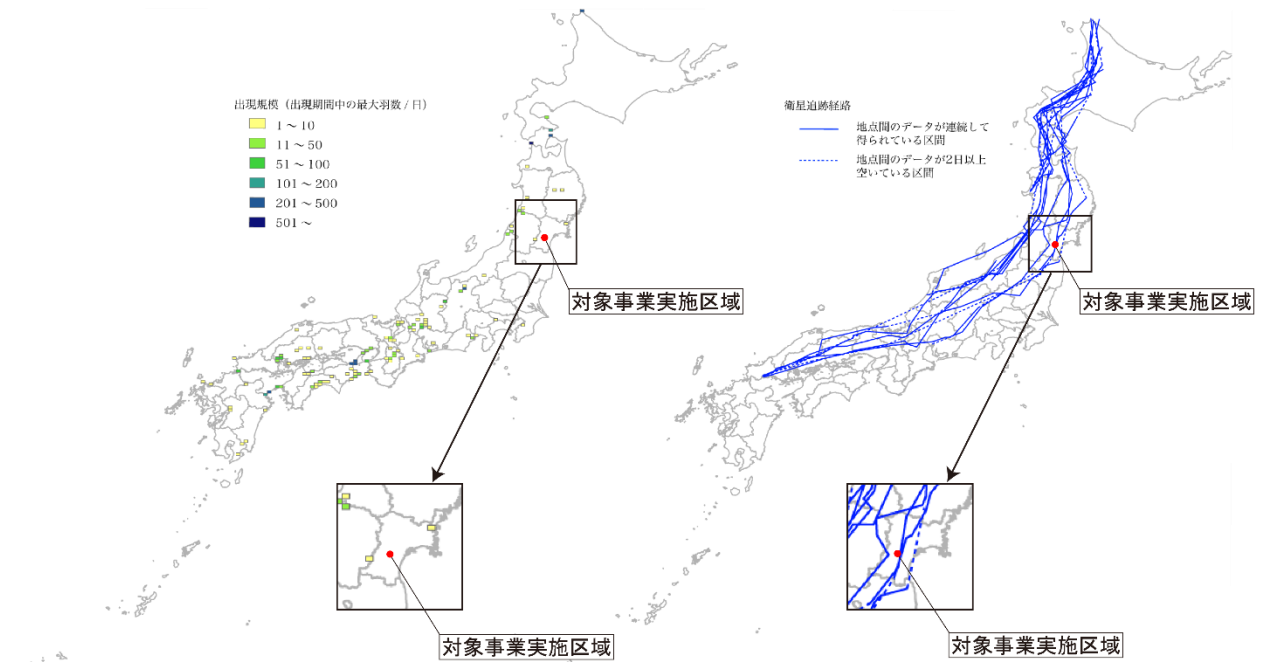 出現規模（出現期間中の最大羽数 / 日）
1～10
11～50
51～100
101～200
201～500
501～
対象事業実施区域
対象事業実施区域
衛星追跡経路
地点間のデータが連続して
得られている区間
地点間のデータが2日以上
空いている区間
対象事業実施区域
対象事業実施区域